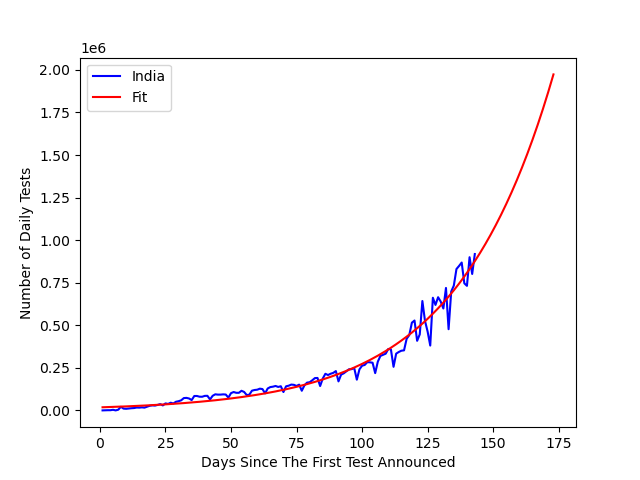 1e6
2.00
1.75
1.50
1.25
1.00
0.75
0.50
0.25
0.00
0 25 50 75 100 125 150 175
Number of Daily Tests
Days Since The First Test Announced
India
Fit